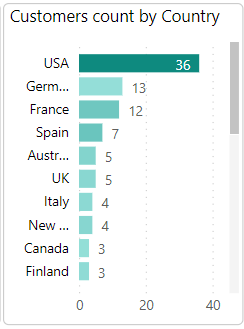 Customers count by Country
USA 36
Germ... 13
France 12
Spain 7
Austr... 5
UK 5
Italy 4
New ... 4
Canada 3
Finland 3
0 20 40